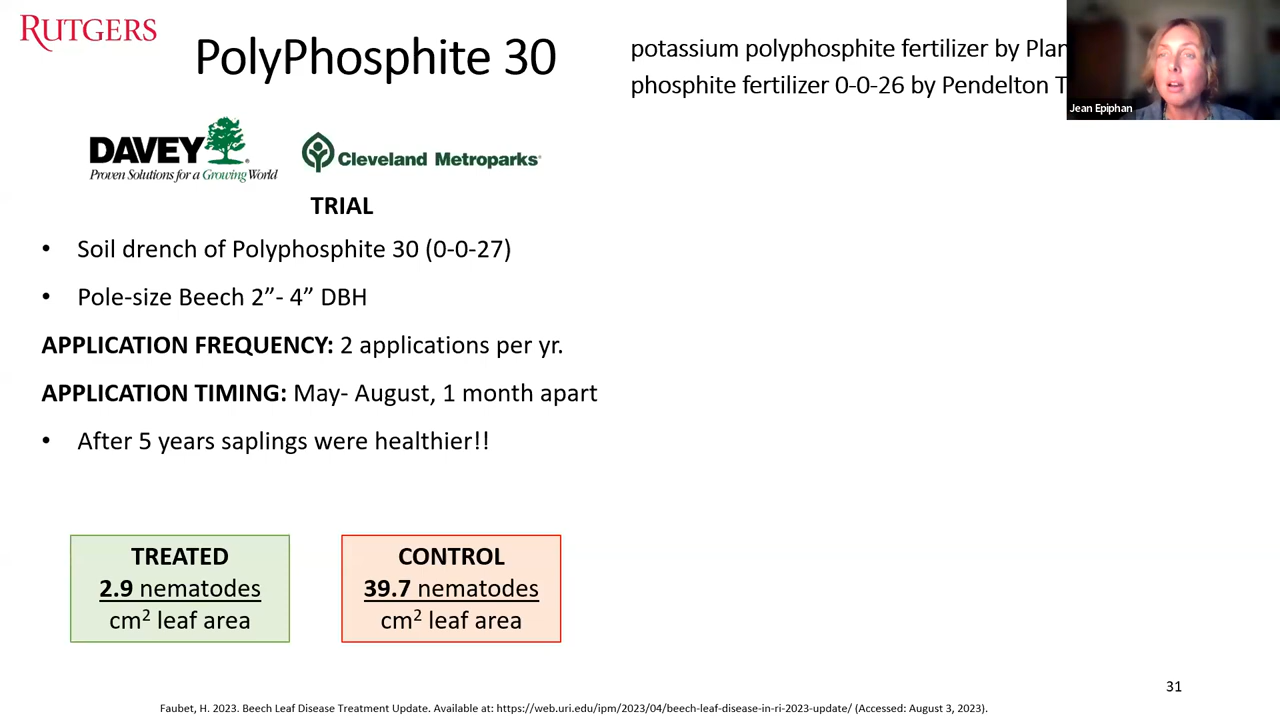 RUTGERS
PolyPhosphite 30
potassium polyphosphite fertilizer by
phosphite fertilizer 0-0-26 by Pendelton
Jean Epiphan
DAVEY
Proven Solutions for a Growing World
Cleveland Metroparks
TRIAL
• Soil drench of Polyphosphite 30 (0-0-27)
• Pole-size Beech 2”- 4” DBH
APPLICATION FREQUENCY: 2 applications per yr.
APPLICATION TIMING: May- August, 1 month apart
• After 5 years saplings were healthier!!
TREATED
2.9 nematodes
cm² leaf area
CONTROL
39.7 nematodes
cm² leaf area
31
Faubet, H. 2023. Beech Leaf Disease Treatment Update. Available at: https://web.uri.edu/ipm/2023/04/beech-leaf-disease-in-ri-2023-update/ (Accessed: August 3, 2023).